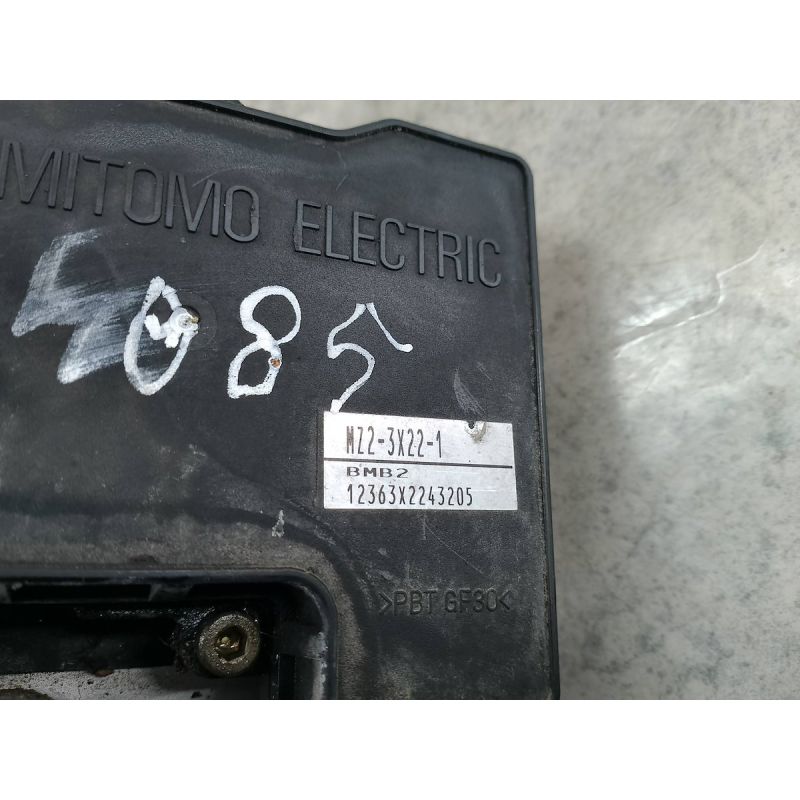 MITOMO ELECTRIC
4085
MZ2-3X22-1
BMB2
12363X2243205
>PBT GF30<